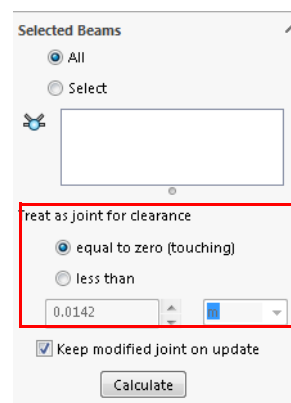 Selected Beams
All
Select
Treat as joint for clearance
equal to zero (touching)
less than
0.0142 m
Keep modified joint on update
Calculate